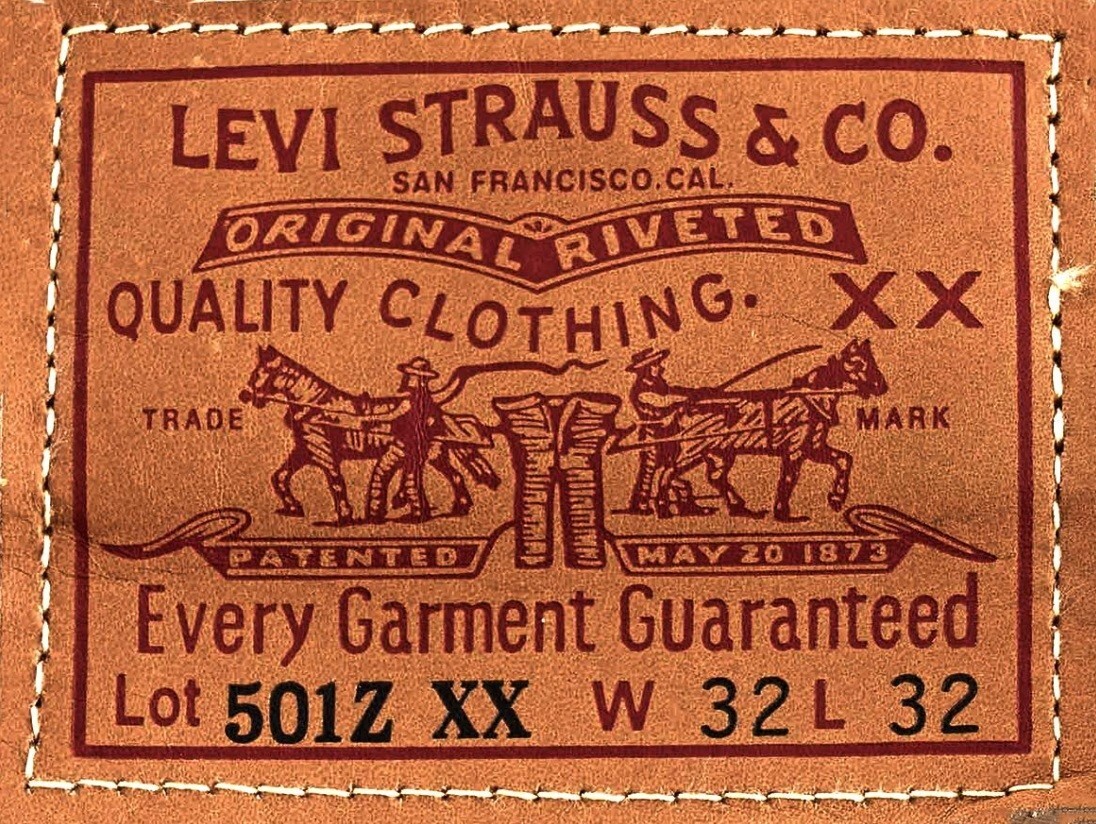 LEVI STRAUSS & CO.
SAN FRANCISCO. CAL.
ORIGINAL RIVETED
QUALITY CLOTHING. XX
TRADE MARK
PATENTED MAY 20 1873
Every Garment Guaranteed
Lot 501Z XX W 32 L 32